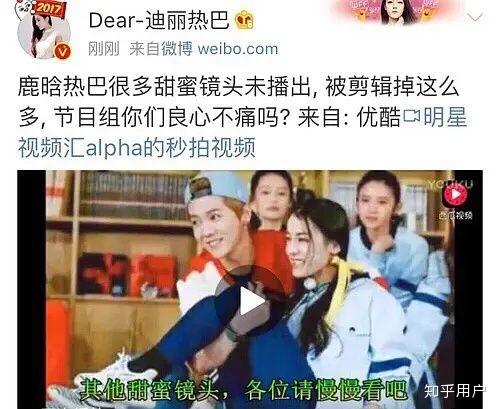 2017
Dear-迪丽热巴
刚刚 来自微博 weibo.com
鹿晗热巴很多甜蜜镜头未播出, 被剪辑掉这么
多, 节目组你们良心不痛吗? 来自: 优酷 明星
视频汇alpha的秒拍视频
YOUKU
西瓜视频
其他甜蜜镜头，各位请慢慢看吧
知乎用户